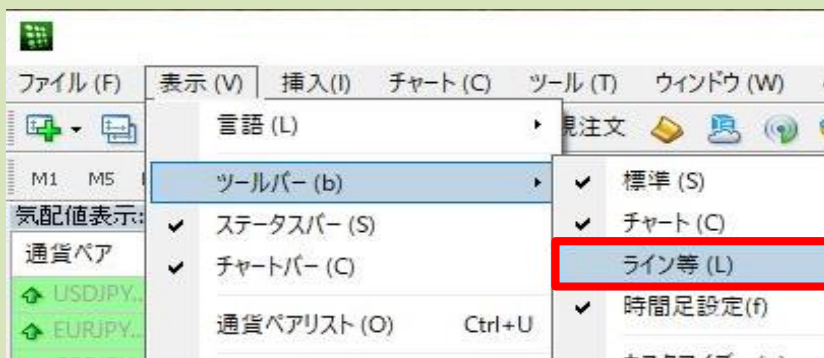 ファイル (F) 表示 (V) 挿入(I) チャート (C) ツール (T) ウィンドウ (W)
言語 (L)
規注文
M1 M5
ツールバー (b)
標準 (S)
気配値表示:
ステータスバー (S)
チャート (C)
通貨ペア
チャートバー (C)
ライン等 (L)
USDJPY...
時間足設定(f)
通貨ペアリスト (O) Ctrl+U
EURJPY...